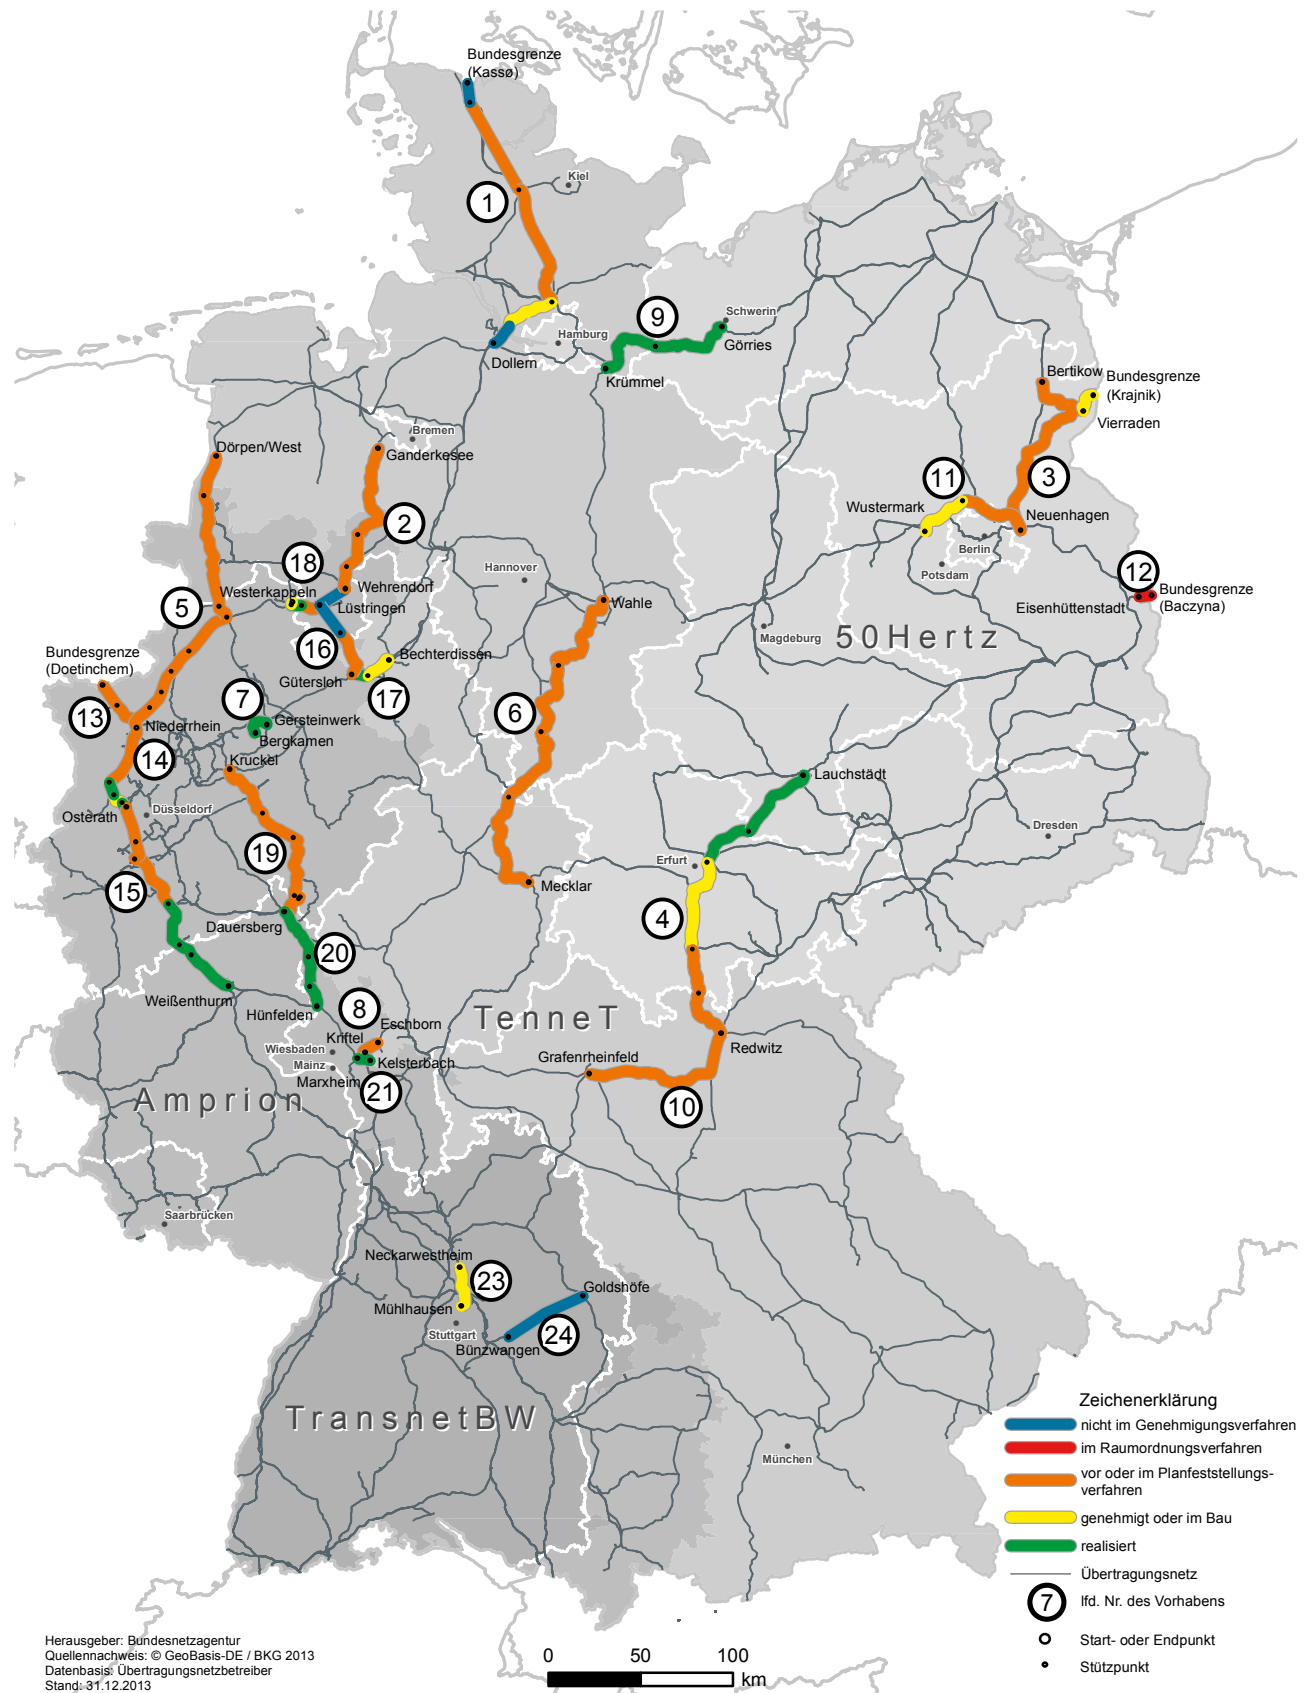 Bundesgrenze
(Kassø)
Kiel
1
Schwerin
9
Hamburg
Görries
Dollern
Krümmel
Bertikow
Bundesgrenze
(Krajnik)
Vierraden
Bremen
Dörpen/West
Ganderkesee
11
3
Wustermark
Neuenhagen
2
Berlin
18
Hannover
Potsdam
12
Westerkappeln
Wehrendorf
Bundesgrenze
(Baczyna)
5
Lüstringen
Wahle
Eisenhüttenstadt
Magdeburg
50Hertz
16
Bundesgrenze
(Doetinchem)
Bechterdissen
Gütersloh
17
7
13
6
Gersteinwerk
Niederrhein
Bergkamen
14
Kruckel
Lauchstädt
Osterath
Düsseldorf
Dresden
19
Erfurt
15
Mecklar
4
Dauersberg
20
Weißenthurm
8
Hünfelden
TenneT
Eschborn
Kriftel
Redwitz
Wiesbaden
Grafenrheinfeld
Mainz
Kelsterbach
Marxheim
21
Amprion
10
Saarbrücken
Neckarwestheim
23
Goldshöfe
Mühlhausen
Stuttgart
24
Bünzwangen
TransnetBW
München
Zeichenerklärung
nicht im Genehmigungsverfahren
im Raumordnungsverfahren
vor oder im Planfeststellungs-
verfahren
genehmigt oder im Bau
realisiert
Übertragungsnetz
7 lfd. Nr. des Vorhabens
Start- oder Endpunkt
Stützpunkt
Herausgeber: Bundesnetzagentur
Quellennachweis: © GeoBasis-DE / BKG 2013
Datenbasis: Übertragungsnetzbetreiber
Stand: 31.12.2013
0 50 100
km